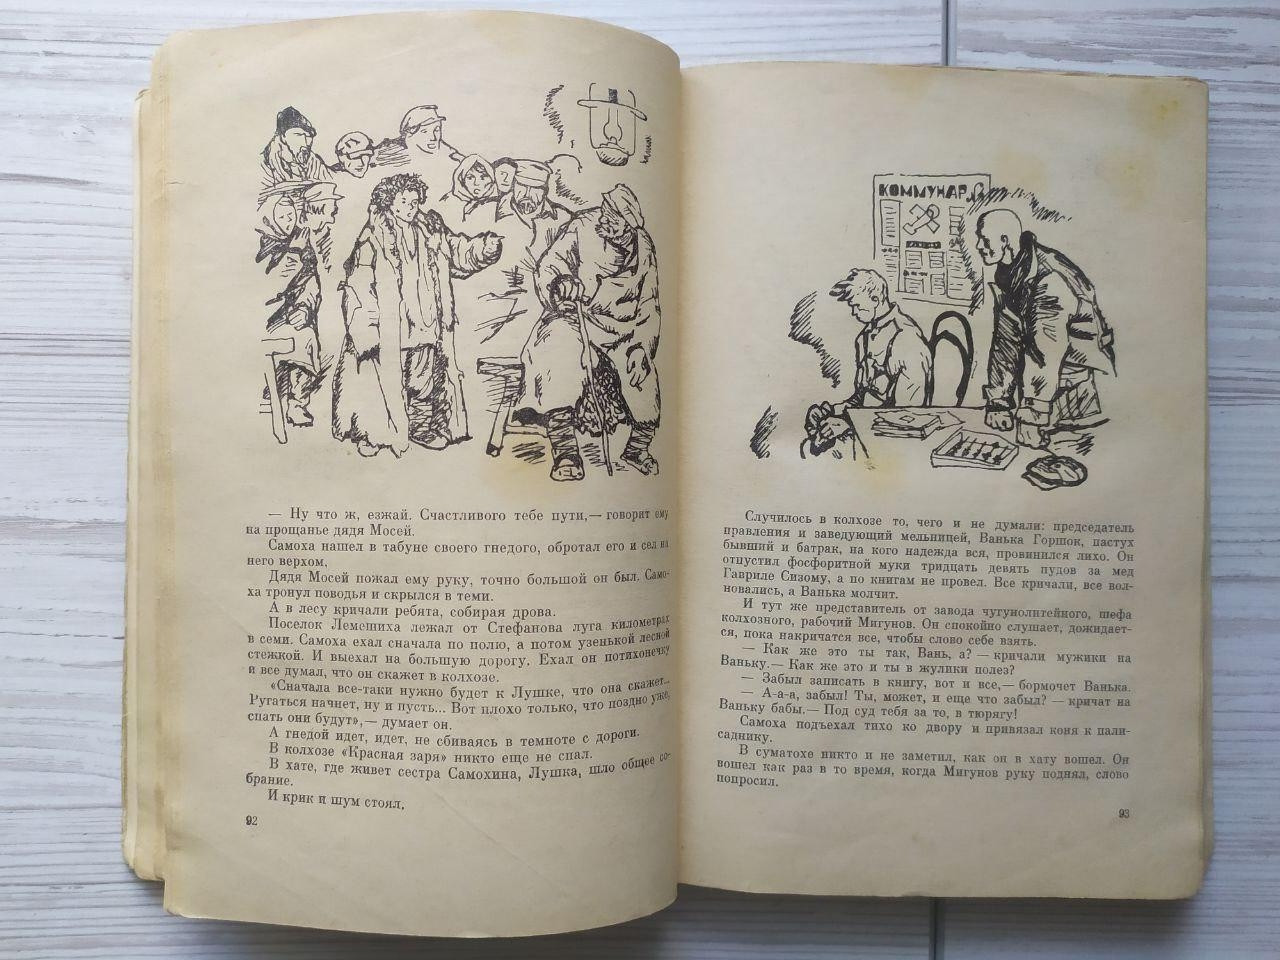 — Ну что ж, езжай. Счастливого тебе пути,— говорит ему
на прощанье дядя Мосей.
Самоха нашел в табуне своего гнедого, обротал его и сел на
него верхом.
Дядя Мосей пожал ему руку, точно большой он был. Само-
ха тронул поводья и скрылся в теми.
А в лесу кричали ребята, собирая дрова.
Поселок Лемешиха лежал от Стефанова луга километрах
в семи. Самоха ехал сначала по полю, а потом узенькой лесной
стежкой. И выехал на большую дорогу. Ехал он потихонечку
и все думал, что он скажет в колхозе.
«Сначала все-таки нужно будет к Лушке, что она скажет...
Ругаться начнет, ну и пусть... Вот плохо только, что поздно уже,
спать они будут»,— думает он.
А гнедой идет, идет, не сбиваясь в темноте с дороги.
В колхозе «Красная заря» никто еще не спал.
В хате, где живет сестра Самохина, Лушка, шло общее со-
брание.
И крик и шум стоял.
92
КОММУНАР
Случилось в колхозе то, чего и не думали: председатель
правления и заведующий мельницей, Ванька Горшок, пастух
бывший и батрак, на кого надежда вся, провинился лихо. Он
отпустил фосфоритной муки тридцать девять пудов за мед
Гавриле Сизому, а по книгам не провел. Все кричали, все вол-
новались, а Ванька молчит.
И тут же представитель от завода чугунолитейного, шефа
колхозного, рабочий Мигунов. Он спокойно слушает, дожидает-
ся, пока накричатся все, чтобы слово себе взять.
— Как же это ты так, Вань, а? — кричали мужики на
Ваньку.— Как же это и ты в жулики полез?
— Забыл записать в книгу, вот и все,— бормочет Ванька.
— А-а-а, забыл! Ты, может, и еще что забыл? — кричат на
Ваньку бабы.— Под суд тебя за то, в тюрягу!
Самоха подъехал тихо ко двору и привязал коня к пали-
саднику.
В суматохе никто и не заметил, как он в хату вошел. Он
вошел как раз в то время, когда Мигунов руку поднял, слово
попросил.
93